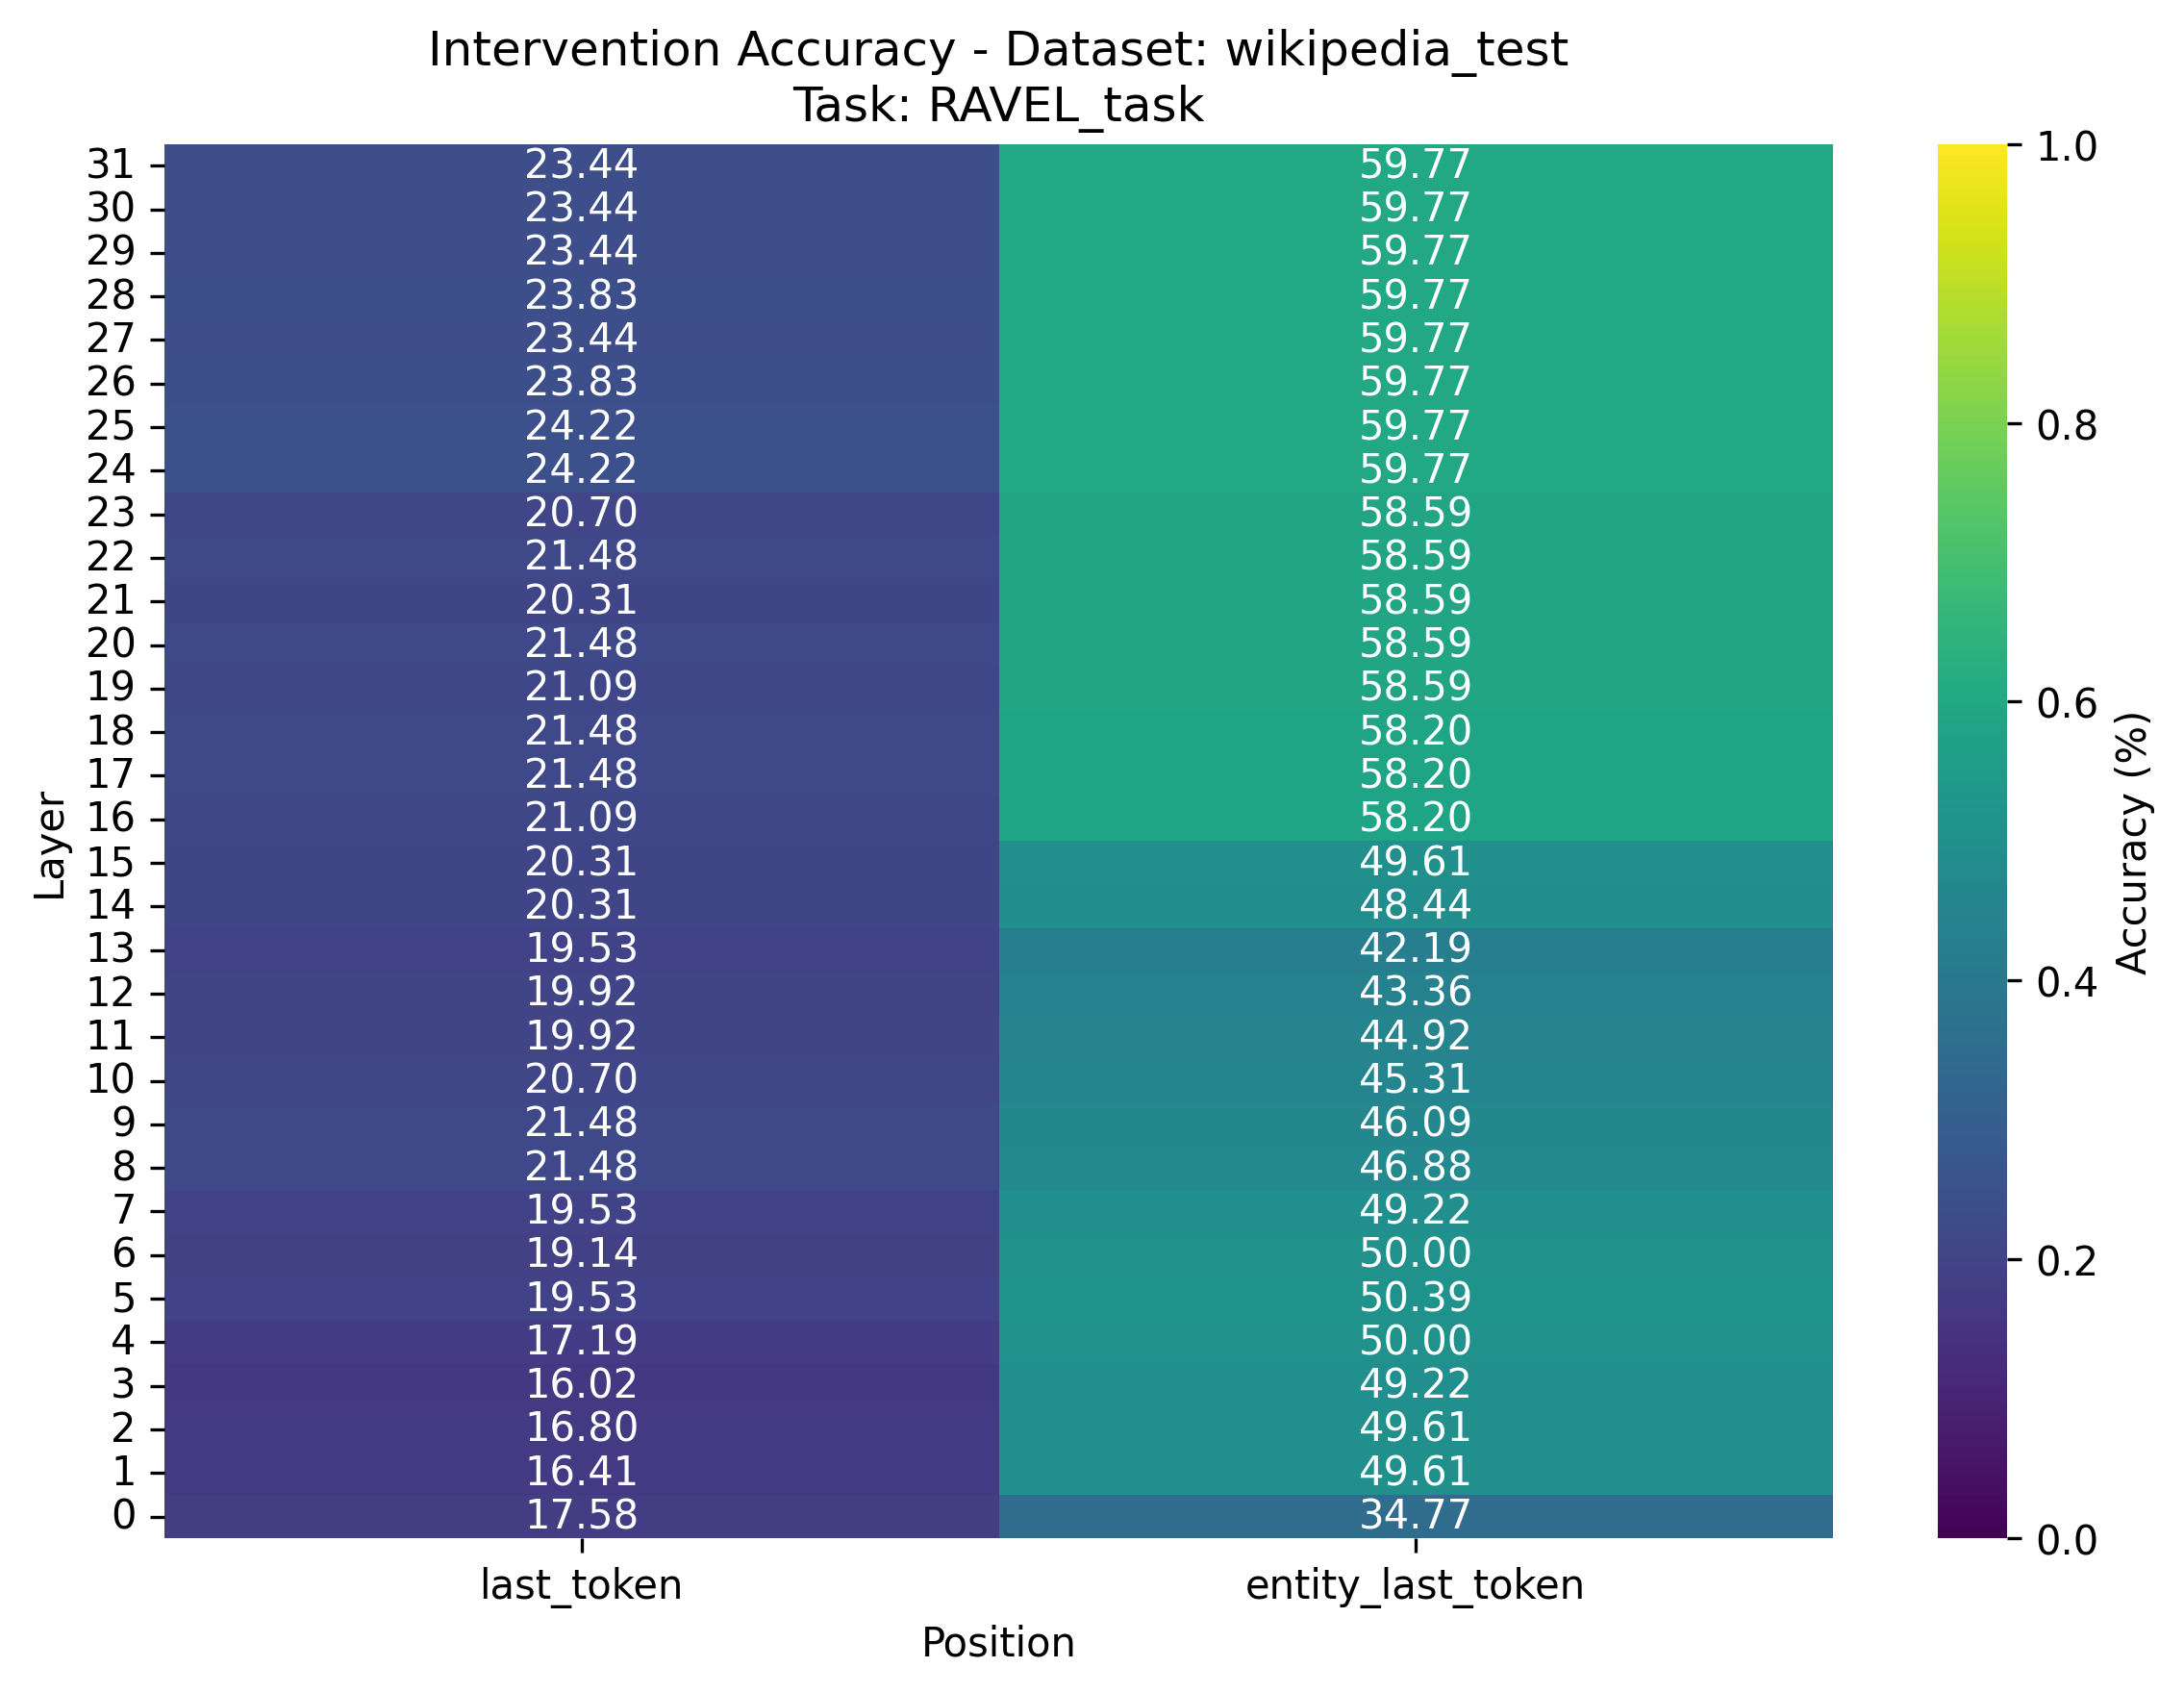 Intervention Accuracy - Dataset: wikipedia_test
Task: RAVEL_task
31 23.44 59.77
30 23.44 59.77
29 23.44 59.77
28 23.83 59.77
27 23.44 59.77
26 23.83 59.77
25 24.22 59.77
24 24.22 59.77
23 20.70 58.59
22 21.48 58.59
21 20.31 58.59
20 21.48 58.59
19 21.09 58.59
18 21.48 58.20
17 21.48 58.20
16 21.09 58.20
15 20.31 49.61
14 20.31 48.44
13 19.53 42.19
12 19.92 43.36
11 19.92 44.92
10 20.70 45.31
9 21.48 46.09
8 21.48 46.88
7 19.53 49.22
6 19.14 50.00
5 19.53 50.39
4 17.19 50.00
3 16.02 49.22
2 16.80 49.61
1 16.41 49.61
0 17.58 34.77
Layer
last_token entity_last_token
Position
1.0
0.8
0.6
0.4
0.2
0.0
Accuracy (%)